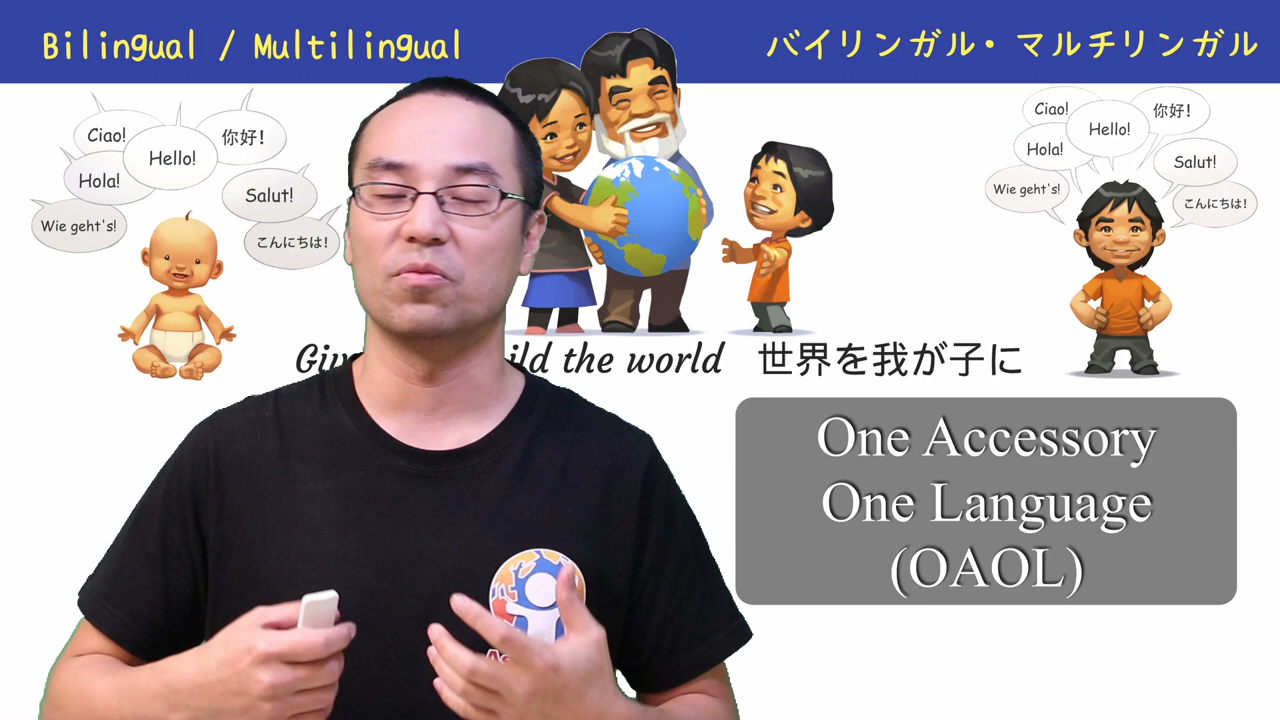 Bilingual / Multilingual
バイリンガル・マルチリンガル
Ciao!
Hello!
你好!
Hola!
Salut!
Wie geht's!
こんにちは!
Ciao!
Hello!
你好!
Hola!
Salut!
Wie geht's!
こんにちは!
the world 世界を我が子に
One Accessory
One Language
(OAOL)